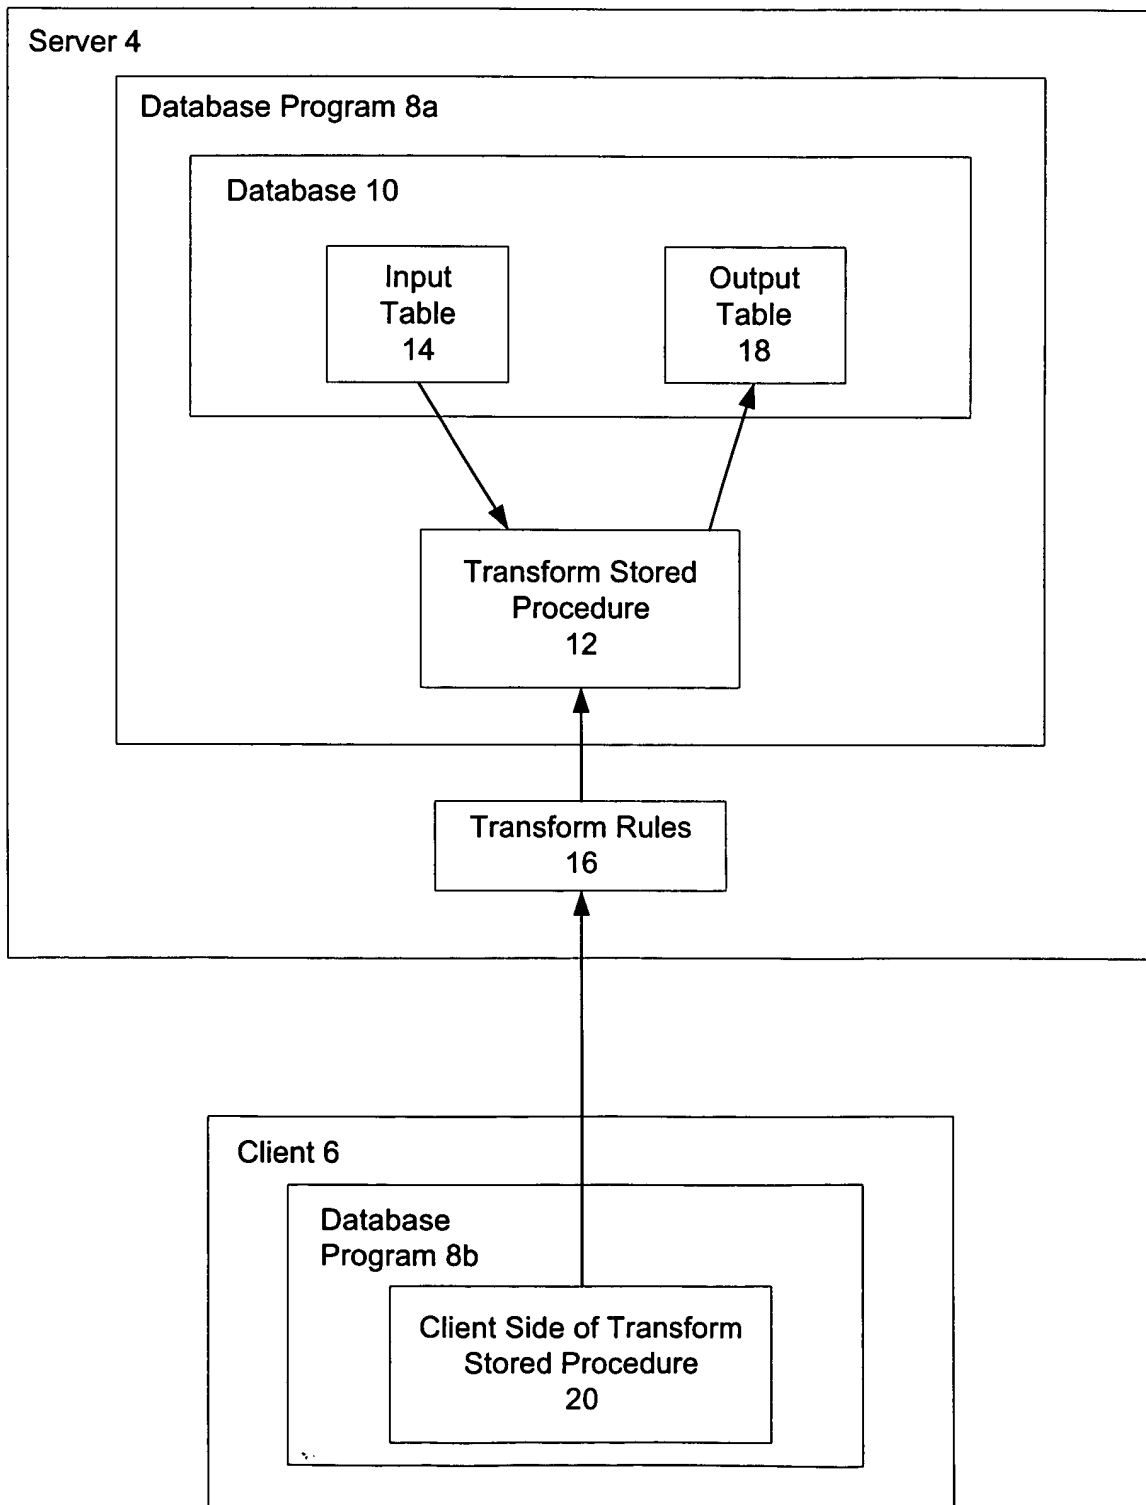 Server 4
Database Program 8a
Database 10
Input
Table
14
Output
Table
18
Transform Stored
Procedure
12
Transform Rules
16
Client 6
Database
Program 8b
Client Side of Transform
Stored Procedure
20